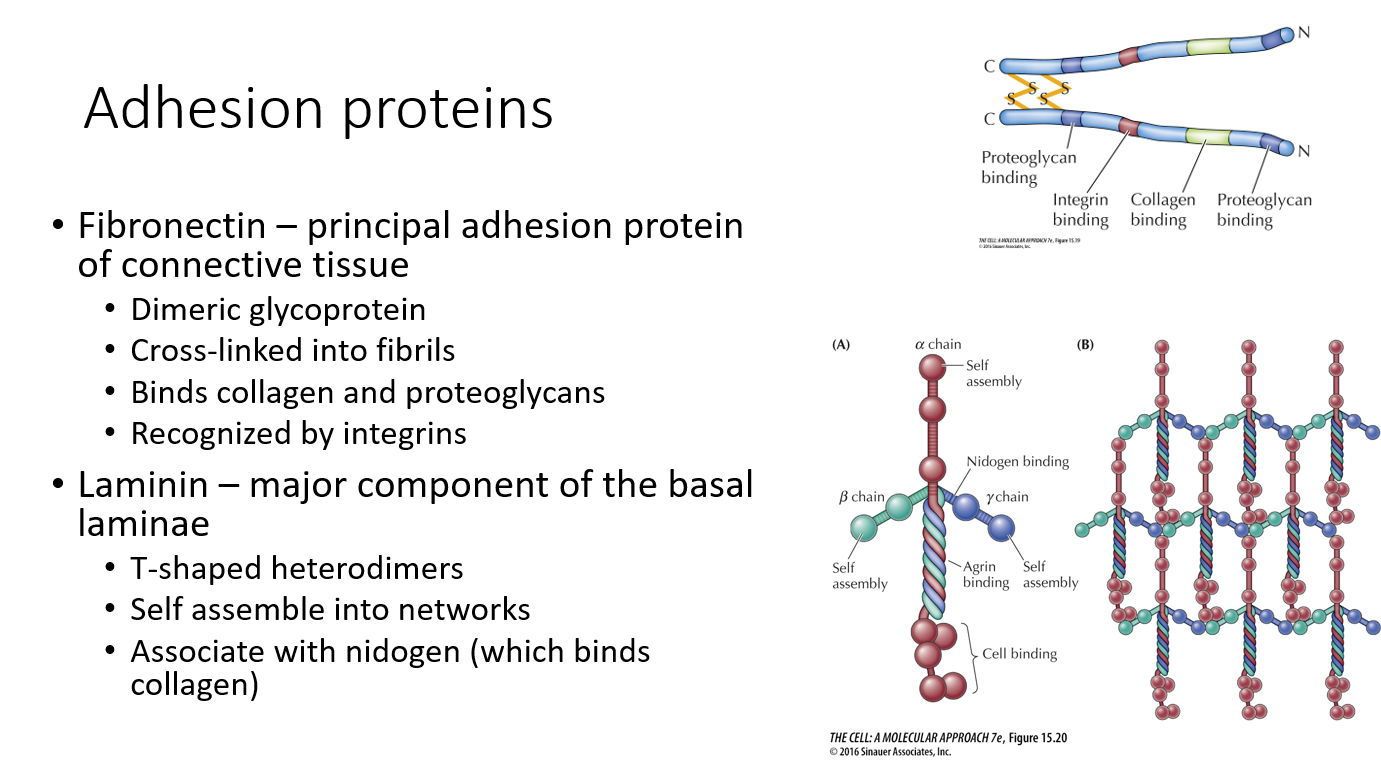 Adhesion proteins
• Fibronectin – principal adhesion protein
of connective tissue
• Dimeric glycoprotein
• Cross-linked into fibrils
• Binds collagen and proteoglycans
• Recognized by integrins
• Laminin – major component of the basal
laminae
• T-shaped heterodimers
• Self assemble into networks
• Associate with nidogen (which binds
collagen)
N
C
S
S
S
S
C
N
Proteoglycan
binding
Integrin
binding
Collagen
binding
Proteoglycan
binding
THE CELL: A MOLECULAR APPROACH 7e, Figure 15.19
© 2016 Sinauer Associates, Inc.
(A)
α chain
Self
assembly
Nidogen binding
β chain
γ chain
Self
assembly
Agrin
binding
Self
assembly
Cell binding
(B)
THE CELL: A MOLECULAR APPROACH 7e, Figure 15.20
© 2016 Sinauer Associates, Inc.